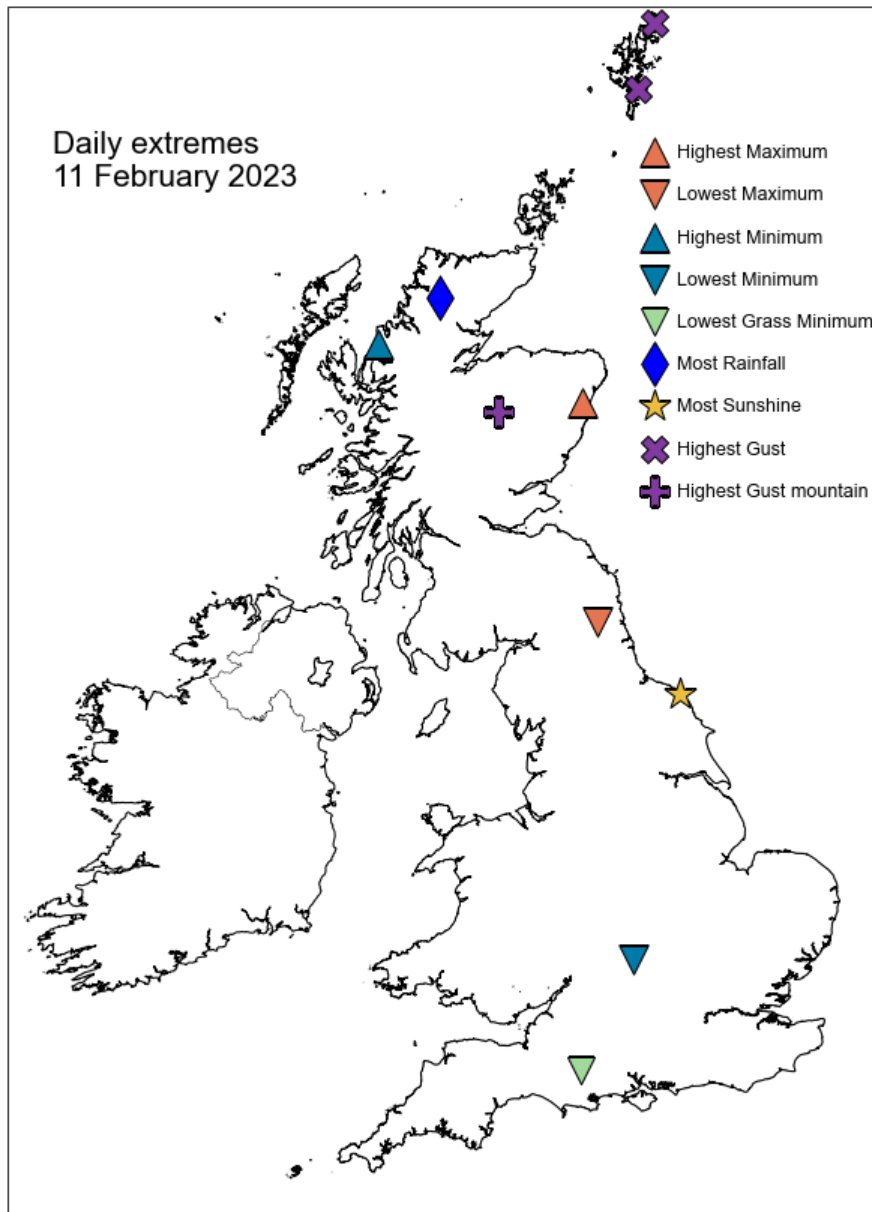 Daily extremes
11 February 2023
Highest Maximum
Lowest Maximum
Highest Minimum
Lowest Minimum
Lowest Grass Minimum
Most Rainfall
Most Sunshine
Highest Gust
Highest Gust mountain